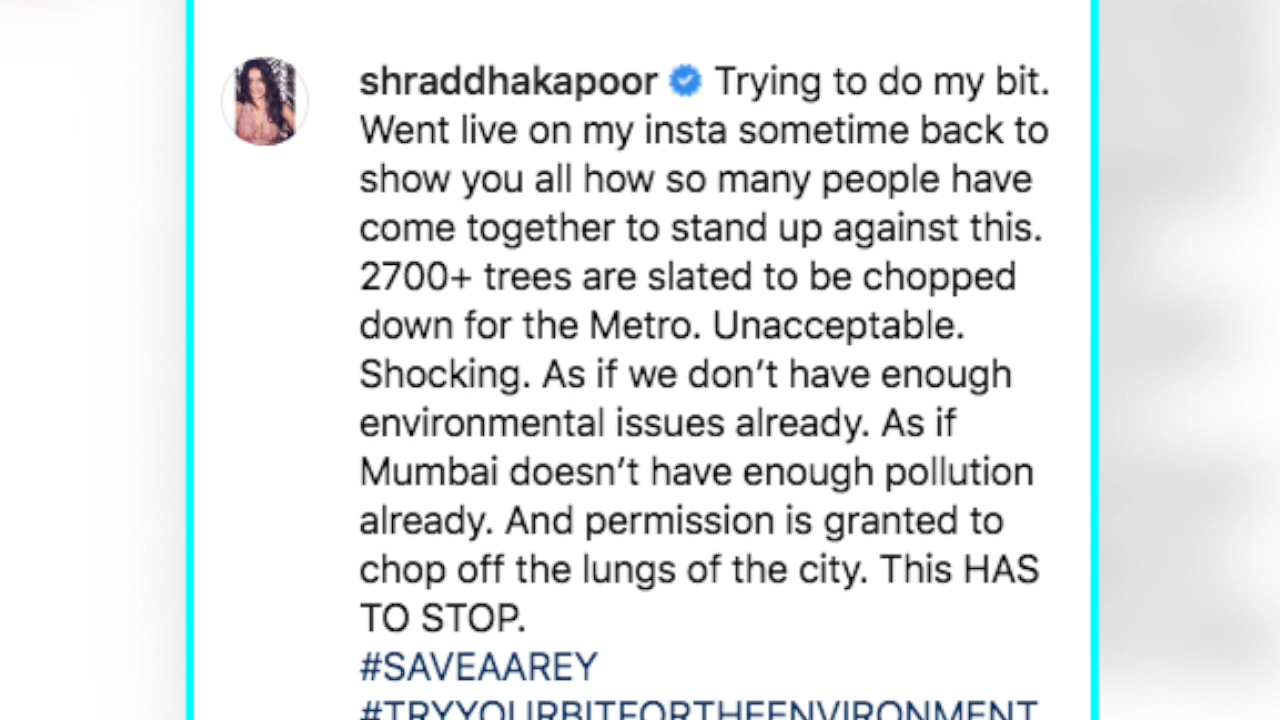 shraddhakapoor Trying to do my bit.
Went live on my insta sometime back to
show you all how so many people have
come together to stand up against this.
2700+ trees are slated to be chopped
down for the Metro. Unacceptable.
Shocking. As if we don’t have enough
environmental issues already. As if
Mumbai doesn’t have enough pollution
already. And permission is granted to
chop off the lungs of the city. This HAS
TO STOP.
#SAVEAAREY
#TRYYOURBITFORTHEENVIRONMENT